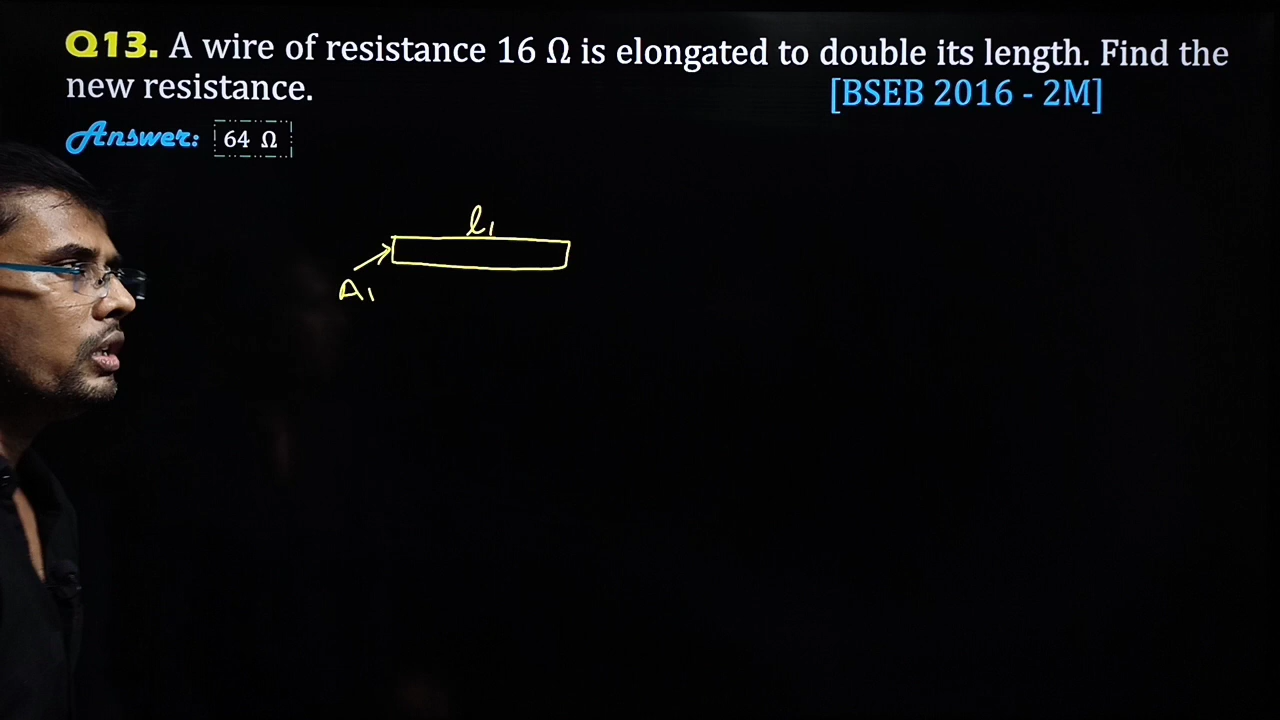 Q13. A wire of resistance 16 Ω is elongated to double its length. Find the
new resistance. [BSEB 2016 - 2M]
Answer: 64 Ω
l₁
A₁